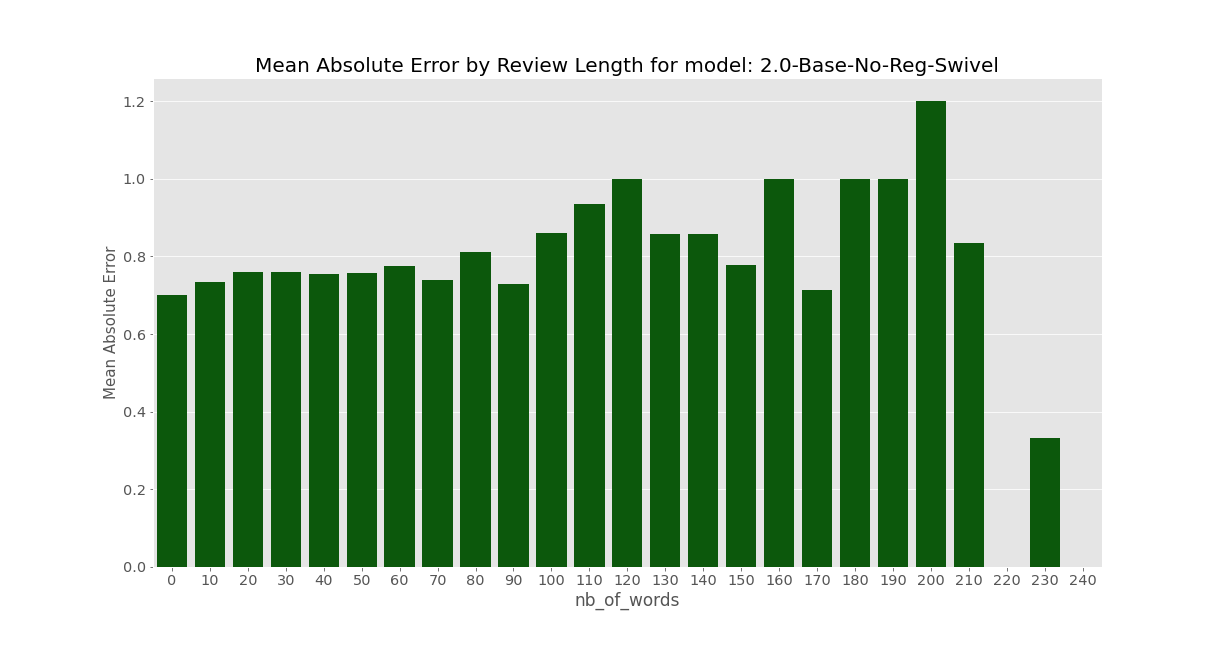 Mean Absolute Error by Review Length for model: 2.0-Base-No-Reg-Swivel
Mean Absolute Error
1.2
1.0
0.8
0.6
0.4
0.2
0.0
0 10 20 30 40 50 60 70 80 90 100 110 120 130 140 150 160 170 180 190 200 210 220 230 240
nb_of_words